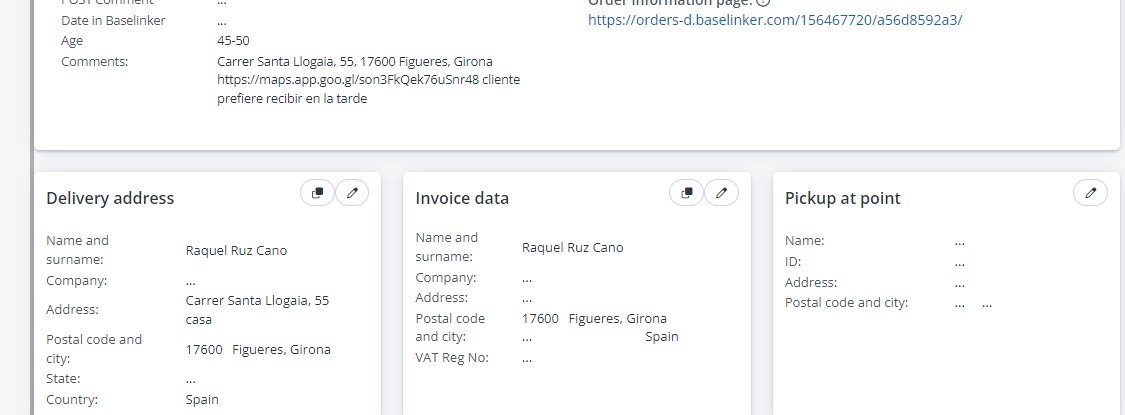 POST Comment ...
Order information page:
Date in Baselinker ...
https://orders-d.baselinker.com/156467720/a56d8592a3/
Age 45-50
Comments: Carrer Santa Llogaia, 55, 17600 Figueres, Girona
https://maps.app.goo.gl/son3FkQek76uSnr48 cliente
prefiere recibir en la tarde
Delivery address
Name and
surname: Raquel Ruz Cano
Company: ...
Address: Carrer Santa Llogaia, 55
casa
Postal code and
city: 17600 Figueres, Girona
State: ...
Country: Spain
Invoice data
Name and
surname: Raquel Ruz Cano
Company: ...
Address: ...
Postal code 17600 Figueres, Girona
and city: ... Spain
VAT Reg No: ...
Pickup at point
Name: ...
ID: ...
Address: ...
Postal code and city: ... ...